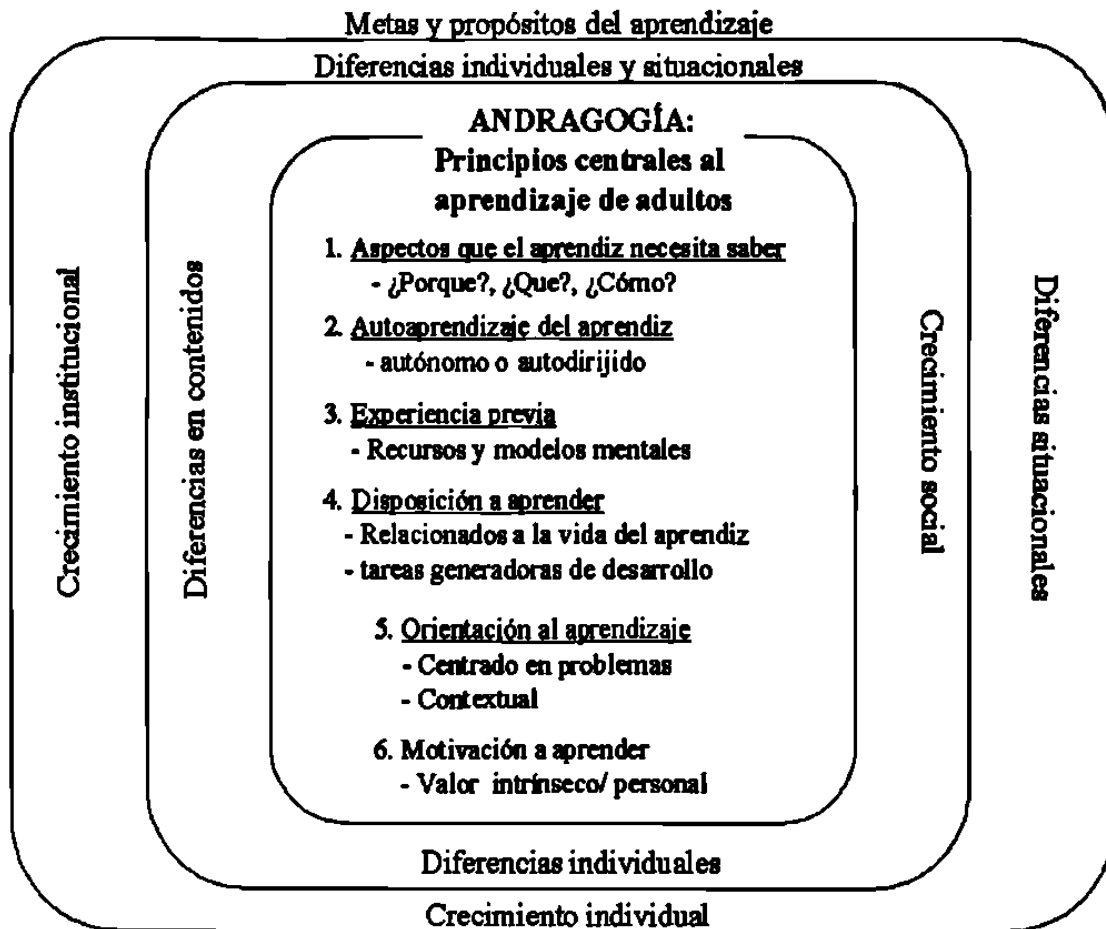 Metas y propósitos del aprendizaje
Diferencias individuales y situacionales
ANDRAGOGÍA:
Principios centrales al
aprendizaje de adultos
1. Aspectos que el aprendiz necesita saber
- ¿Porque?, ¿Que?, ¿Cómo?
2. Autoaprendizaje del aprendiz
- autónomo o autodirijido
3. Experiencia previa
- Recursos y modelos mentales
4. Disposición a aprender
- Relacionados a la vida del aprendiz
- tareas generadoras de desarrollo
5. Orientación al aprendizaje
- Centrado en problemas
- Contextual
6. Motivación a aprender
- Valor intrínseco/ personal
Crecimiento institucional
Diferencias en contenidos
Crecimiento social
Diferencias situacionales
Diferencias individuales
Crecimiento individual